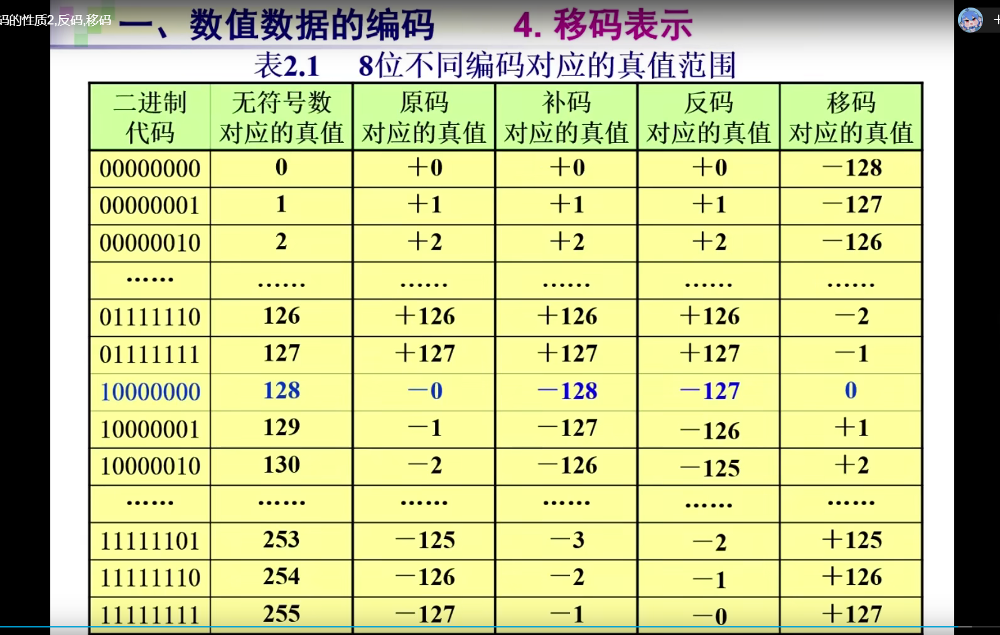 码的性质2,反码,移码
一、数值数据的编码 4. 移码表示
表2.1 8位不同编码对应的真值范围
二进制代码 无符号数对应的真值 原码对应的真值 补码对应的真值 反码对应的真值 移码对应的真值
00000000 0 +0 +0 +0 -128
00000001 1 +1 +1 +1 -127
00000010 2 +2 +2 +2 -126
…… …… …… …… …… ……
01111110 126 +126 +126 +126 -2
01111111 127 +127 +127 +127 -1
10000000 128 -0 -128 -127 0
10000001 129 -1 -127 -126 +1
10000010 130 -2 -126 -125 +2
…… …… …… …… …… ……
11111101 253 -125 -3 -2 +125
11111110 254 -126 -2 -1 +126
11111111 255 -127 -1 -0 +127